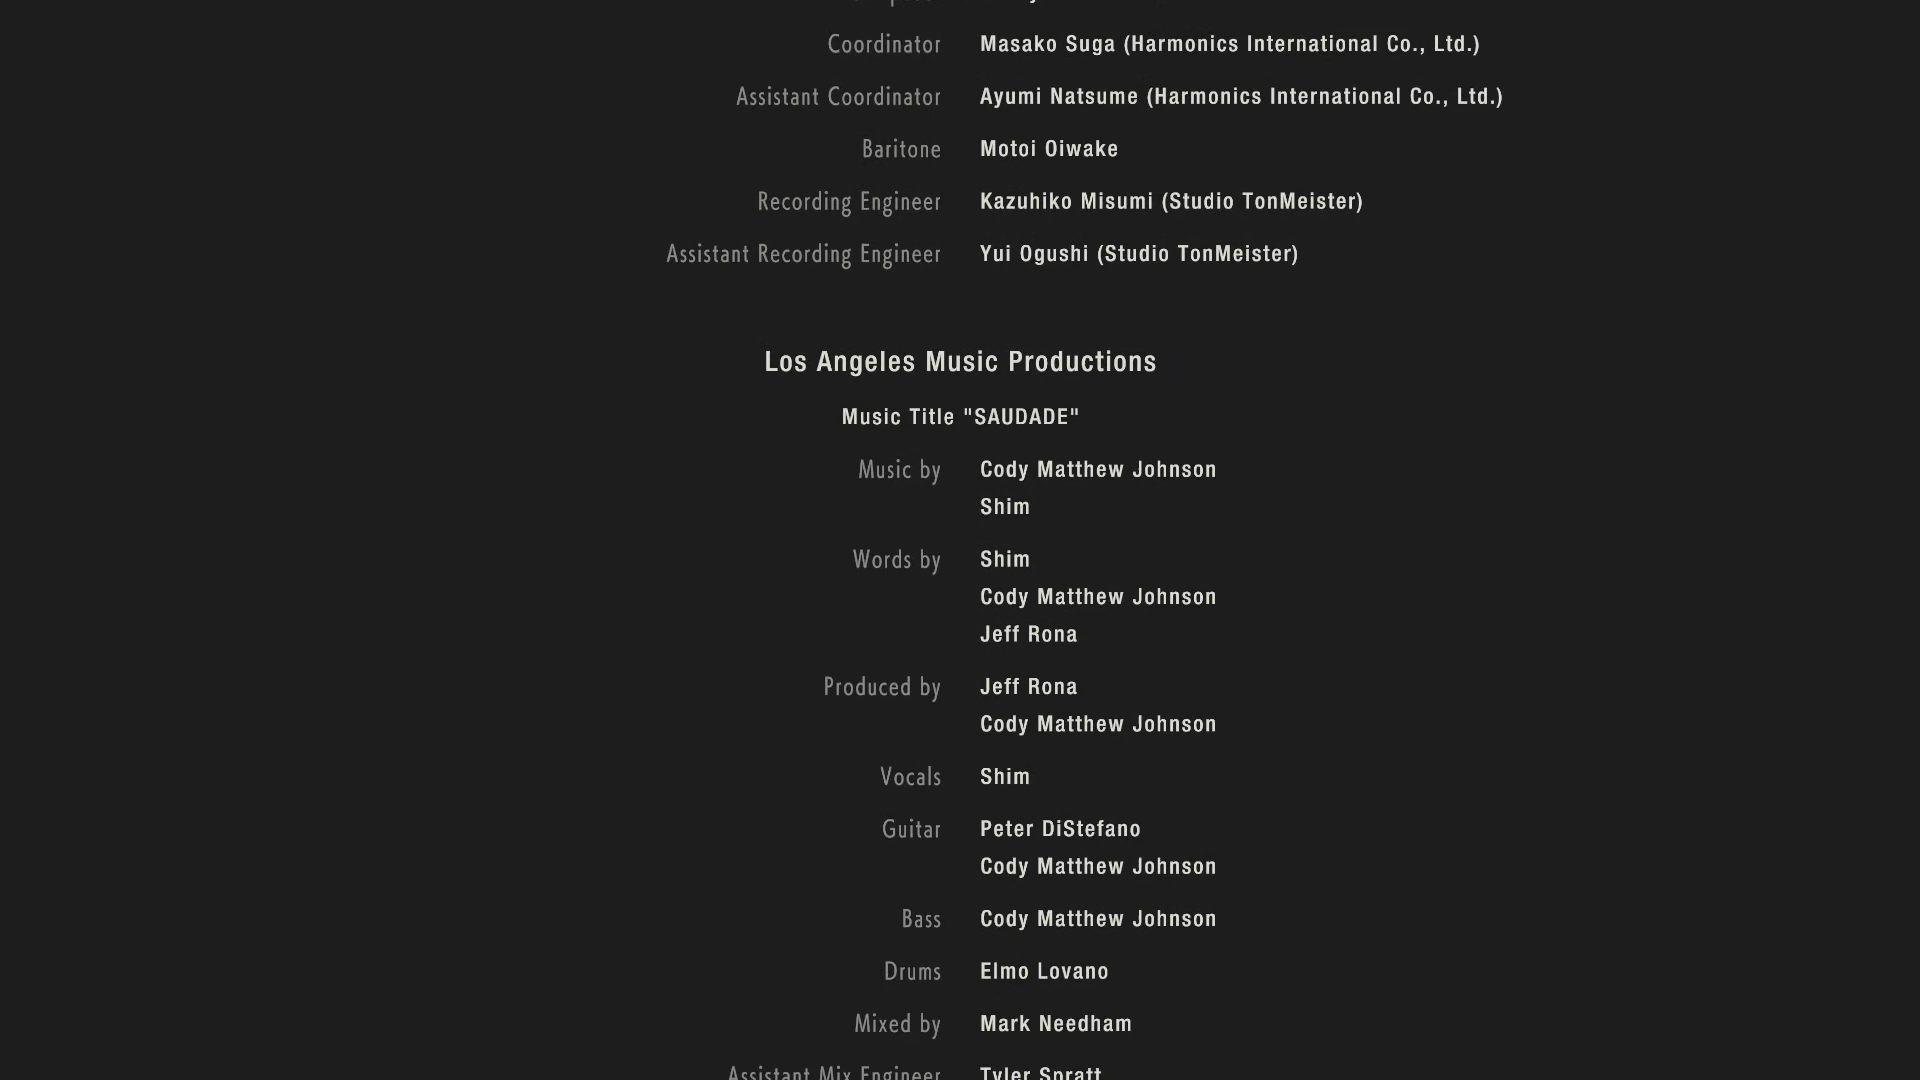 Coordinator Masako Suga (Harmonics International Co., Ltd.)
Assistant Coordinator Ayumi Natsume (Harmonics International Co., Ltd.)
Baritone Motoi Oiwake
Recording Engineer Kazuhiko Misumi (Studio TonMeister)
Assistant Recording Engineer Yui Ogushi (Studio TonMeister)
Los Angeles Music Productions
Music Title "SAUDADE"
Music by Cody Matthew Johnson
Shim
Words by Shim
Cody Matthew Johnson
Jeff Rona
Produced by Jeff Rona
Cody Matthew Johnson
Vocals Shim
Guitar Peter DiStefano
Cody Matthew Johnson
Bass Cody Matthew Johnson
Drums Elmo Lovano
Mixed by Mark Needham
Assistant Mix Engineer Tyler Spratt